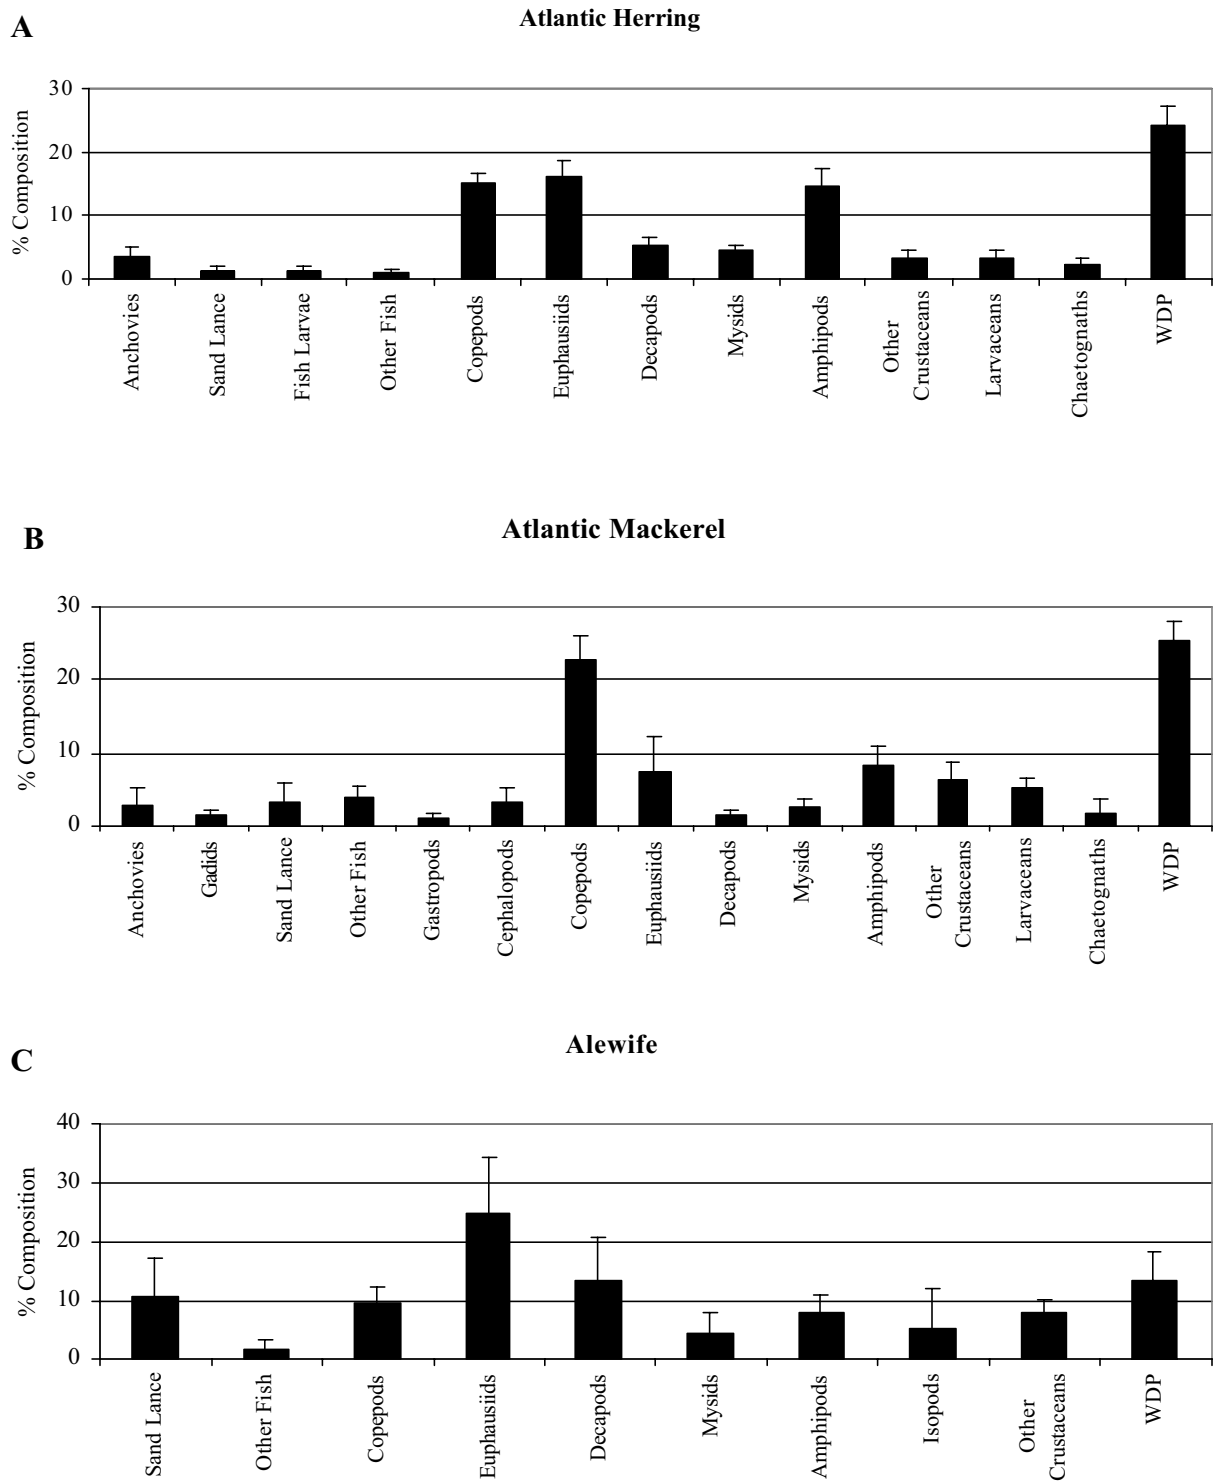 A
Atlantic Herring
% Composition
30
20
10
0
Anchovies
Sand Lance
Fish Larvae
Other Fish
Copepods
Euphausiids
Decapods
Mysids
Amphipods
Other
Crustaceans
Larvaceans
Chaetognaths
WDP
B
Atlantic Mackerel
% Composition
30
20
10
0
Anchovies
Gadids
Sand Lance
Other Fish
Gastropods
Cephalopods
Copepods
Euphausiids
Decapods
Mysids
Amphipods
Other
Crustaceans
Larvaceans
Chaetognaths
WDP
C
Alewife
% Composition
40
30
20
10
0
Sand Lance
Other Fish
Copepods
Euphausiids
Decapods
Mysids
Amphipods
Isopods
Other
Crustaceans
WDP